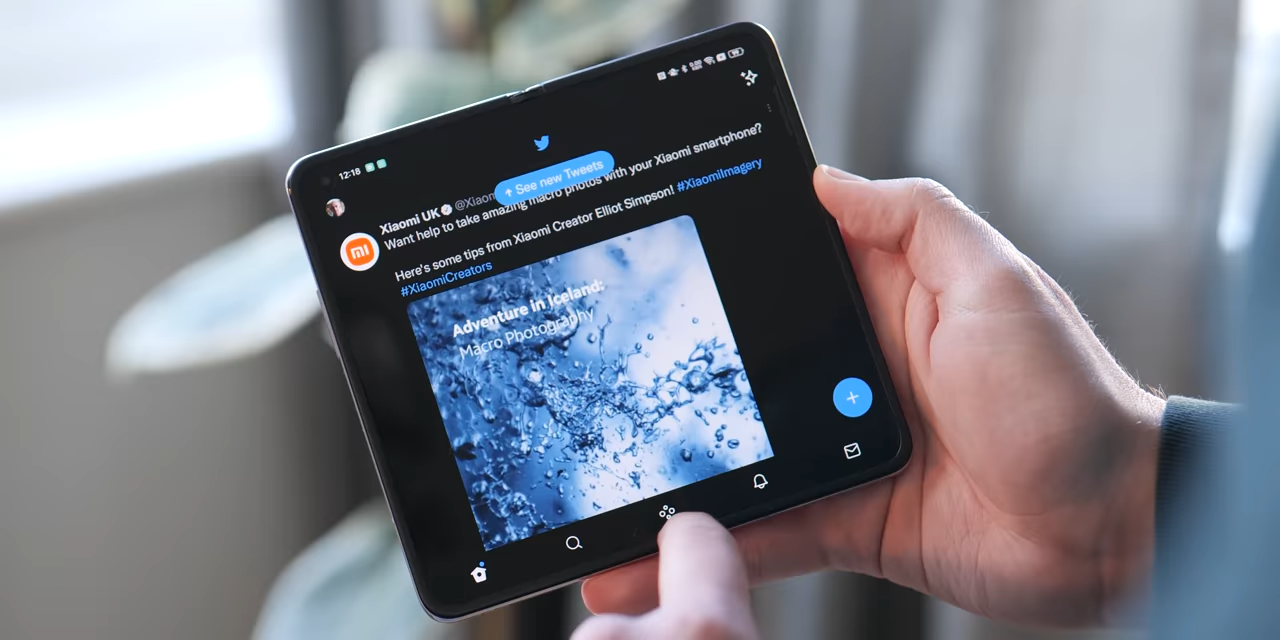 12:18
See new Tweets
Xiaomi UK @Xiaom
Want help to take amazing macro photos with your Xiaomi smartphone?
Here's some tips from Xiaomi Creator Elliot Simpson! #XiaomiImagery
#XiaomiCreators
Adventure in Iceland:
Macro Photography